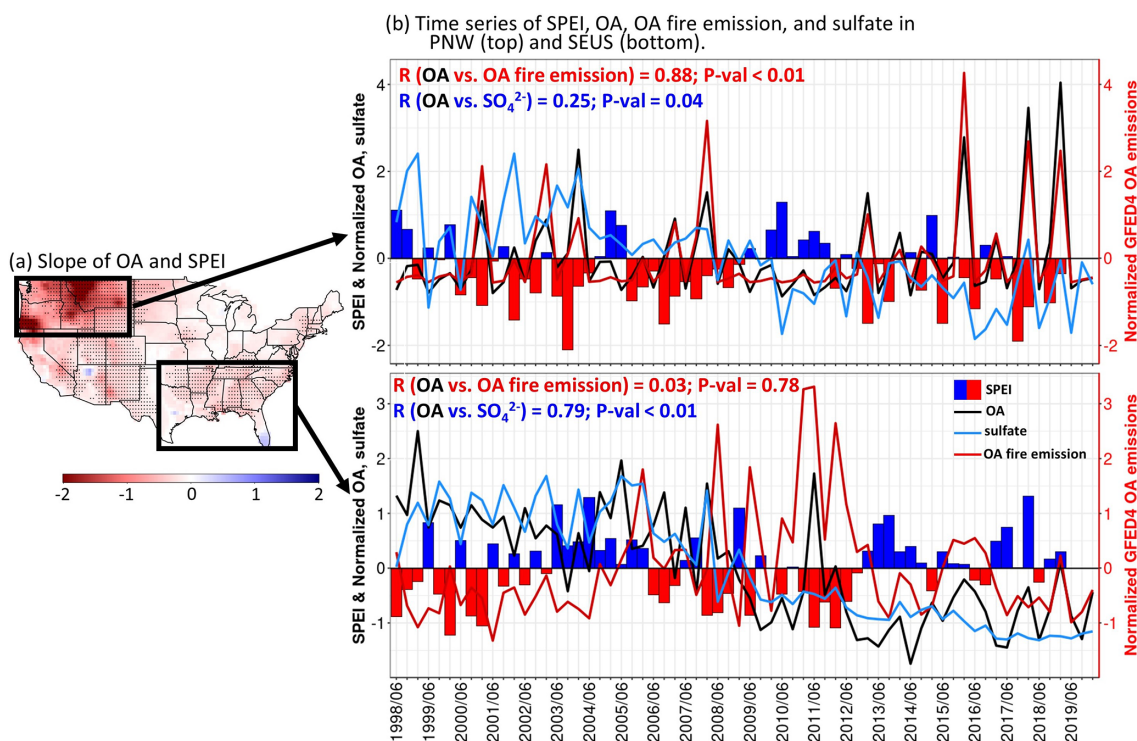 (b) Time series of SPEI, OA, OA fire emission, and sulfate in
PNW (top) and SEUS (bottom).
(a) Slope of OA and SPEI
-2 -1 0 1 2
R (OA vs. OA fire emission) = 0.88; P-val < 0.01
R (OA vs. SO₄²⁻) = 0.25; P-val = 0.04
SPEI & Normalized OA, sulfate
4
2
0
-2
Normalized GFED4 OA emissions
4
2
0
-2
R (OA vs. OA fire emission) = 0.03; P-val = 0.78
R (OA vs. SO₄²⁻) = 0.79; P-val < 0.01
SPEI
OA
sulfate
OA fire emission
SPEI & Normalized OA, sulfate
3
2
1
0
-1
Normalized GFED4 OA emissions
3
2
1
0
-1
1998/06
1999/06
2000/06
2001/06
2002/06
2003/06
2004/06
2005/06
2006/06
2007/06
2008/06
2009/06
2010/06
2011/06
2012/06
2013/06
2014/06
2015/06
2016/06
2017/06
2018/06
2019/06